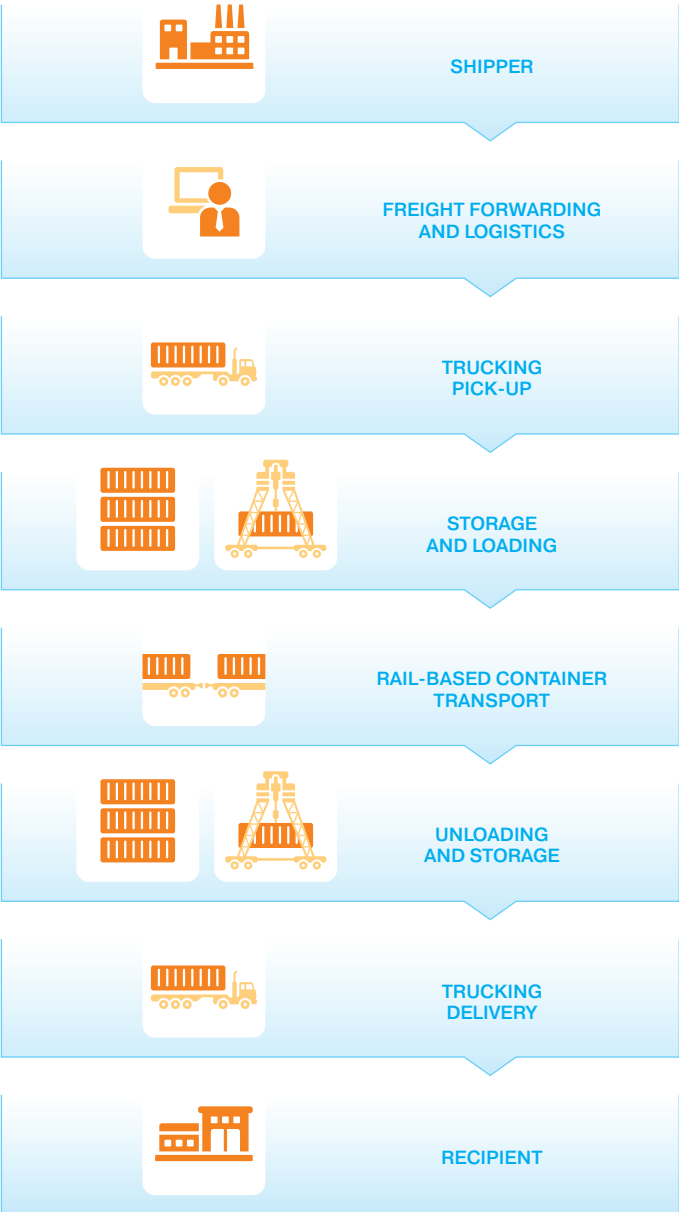 SHIPPER
FREIGHT FORWARDING
AND LOGISTICS
TRUCKING
PICK-UP
STORAGE
AND LOADING
RAIL-BASED CONTAINER
TRANSPORT
UNLOADING
AND STORAGE
TRUCKING
DELIVERY
RECIPIENT